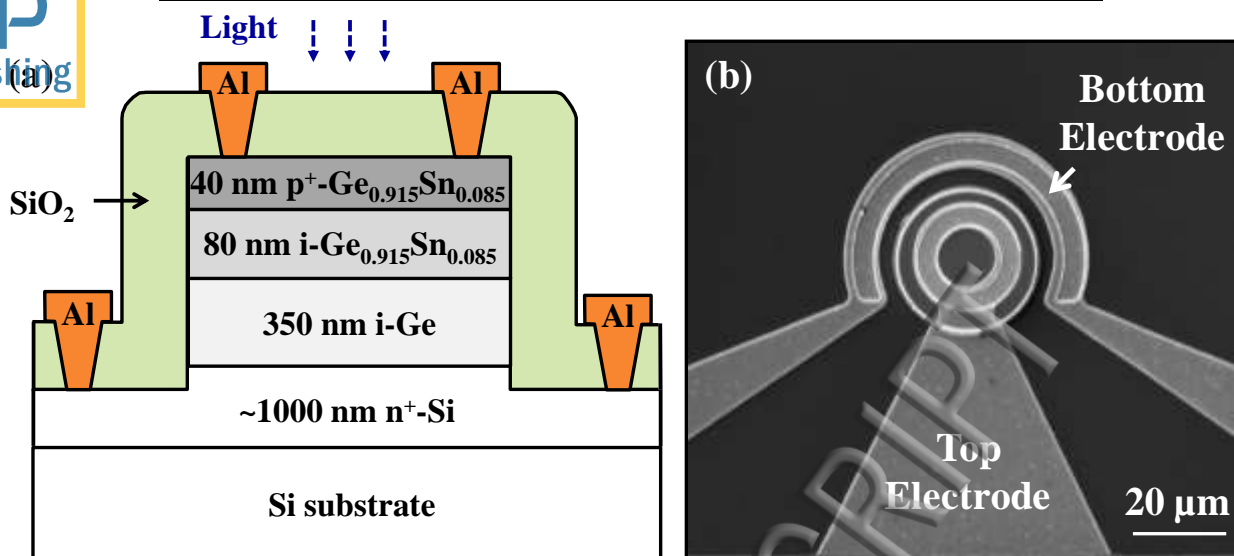 Light
(a)
shing
Al
Al
SiO₂
40 nm p⁺-Ge₀.₉₁₅Sn₀.₀₈₅
80 nm i-Ge₀.₉₁₅Sn₀.₀₈₅
350 nm i-Ge
Al
Al
~1000 nm n⁺-Si
Si substrate
(b)
Bottom
Electrode
Top
Electrode
20 µm